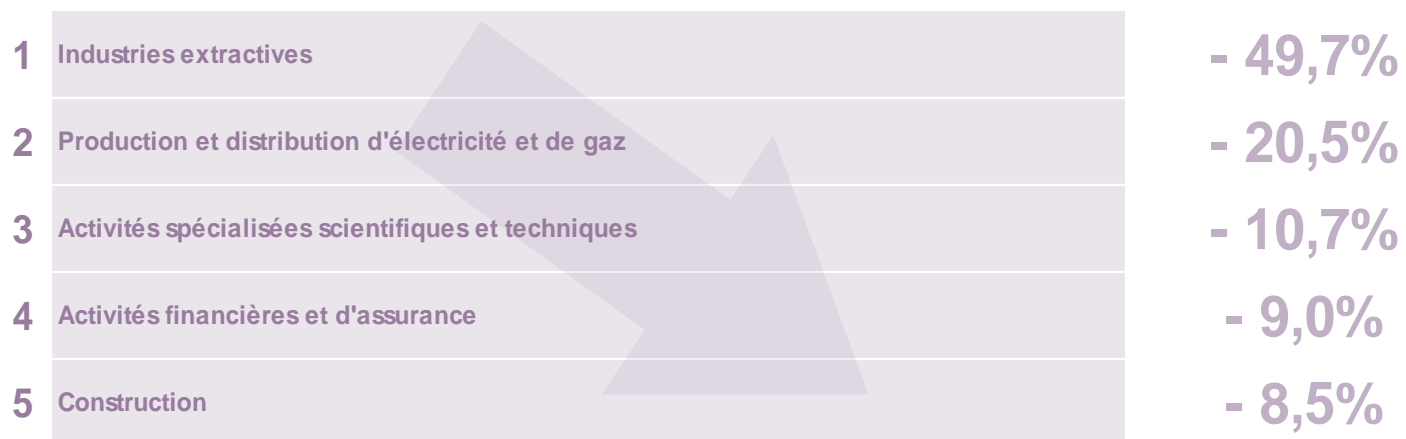 1 Industries extractives - 49,7%
2 Production et distribution d'électricité et de gaz - 20,5%
3 Activités spécialisées scientifiques et techniques - 10,7%
4 Activités financières et d'assurance - 9,0%
5 Construction - 8,5%